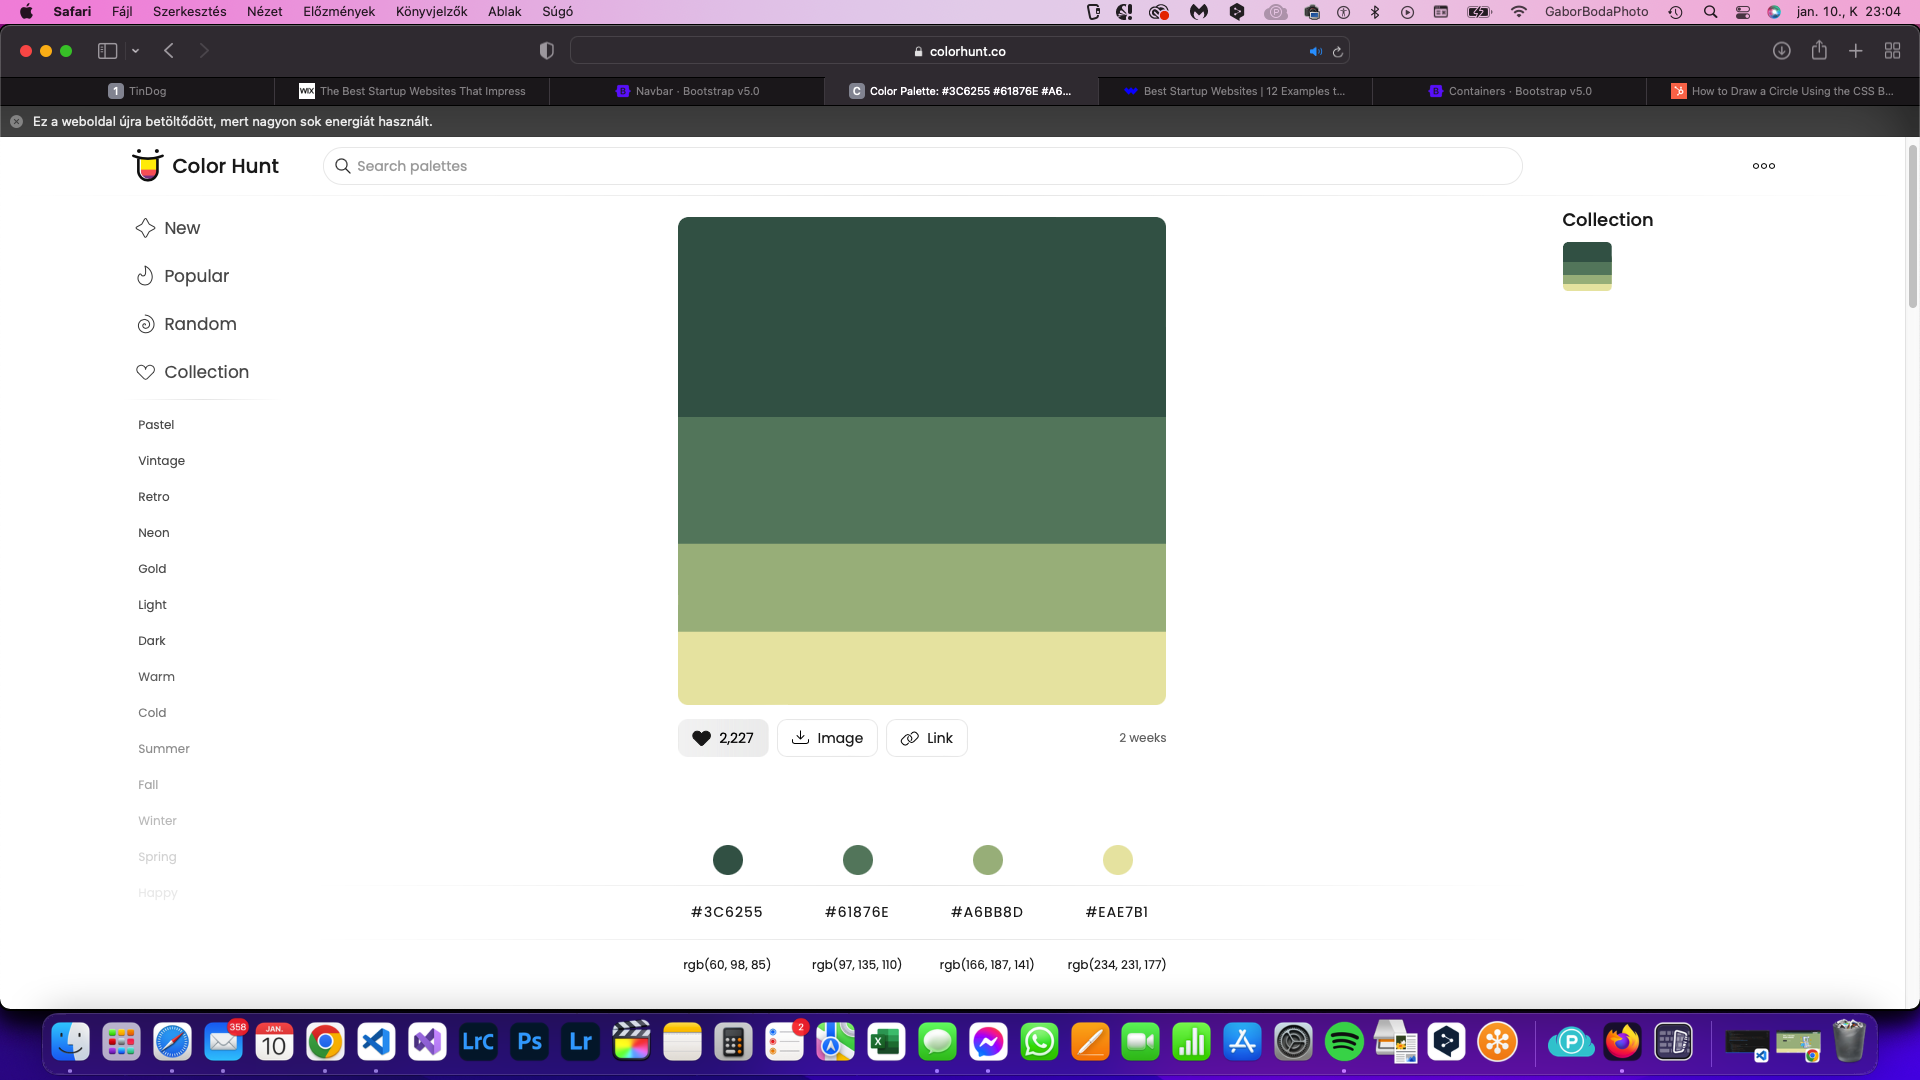 Safari Fájl Szerkesztés Nézet Előzmények Könyvjelzők Ablak Súgó GaborBodaPhoto jan. 10., K 23:04
colorhunt.co
1 TinDog WIX The Best Startup Websites That Impress B Navbar · Bootstrap v5.0 C Color Palette: #3C6255 #61876E #A6... Best Startup Websites | 12 Examples t... B Containers · Bootstrap v5.0 How to Draw a Circle Using the CSS B...
Ez a weboldal újra betöltődött, mert nagyon sok energiát használt.
Color Hunt
Search palettes
New
Popular
Random
Collection
Pastel
Vintage
Retro
Neon
Gold
Light
Dark
Warm
Cold
Summer
Fall
Winter
Spring
Happy
2,227 Image Link 2 weeks
#3C6255 #61876E #A6BB8D #EAE7B1
rgb(60, 98, 85) rgb(97, 135, 110) rgb(166, 187, 141) rgb(234, 231, 177)
Collection
358 JAN. 10 LrC Ps Lr 2 X P